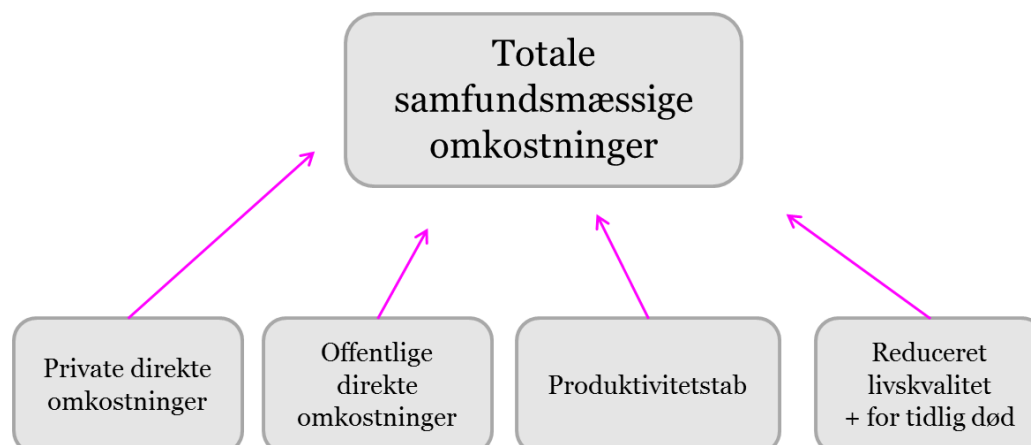 Totale
samfundsmæssige
omkostninger
Private direkte
omkostninger
Offentlige
direkte
omkostninger
Produktivitetstab
Reduceret
livskvalitet
+ for tidlig død